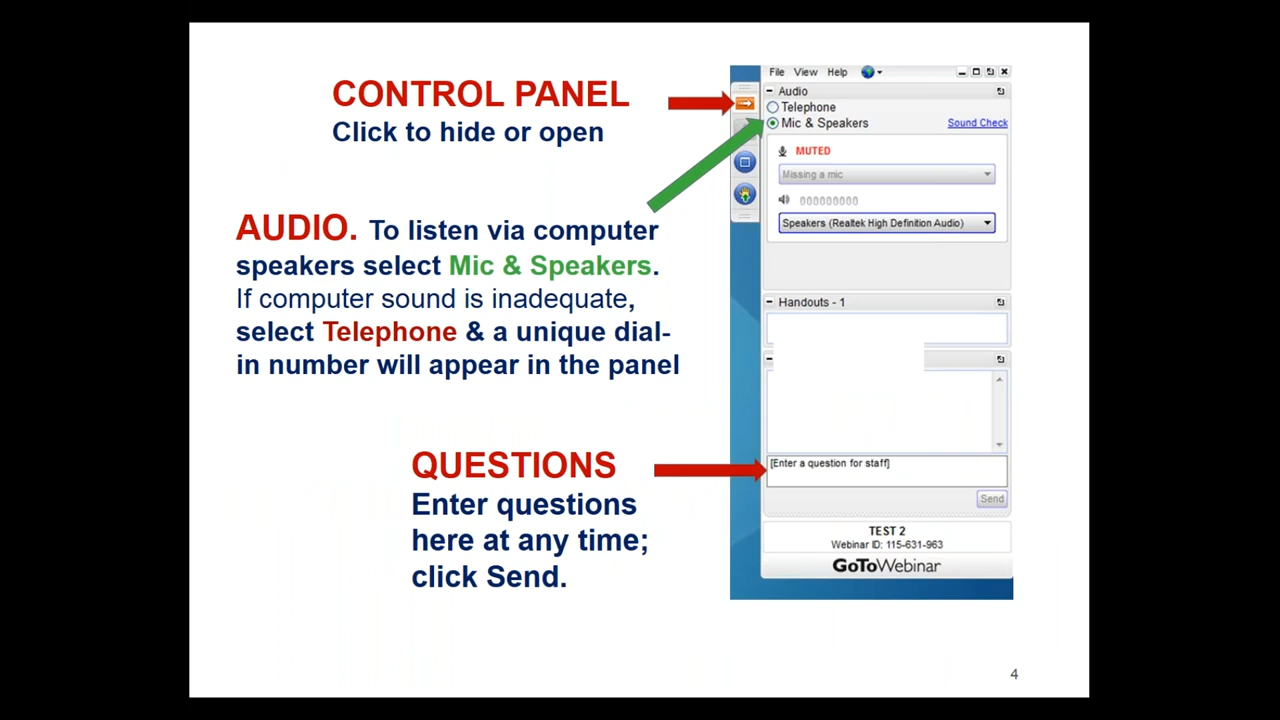 CONTROL PANEL
Click to hide or open
AUDIO. To listen via computer
speakers select Mic & Speakers.
If computer sound is inadequate,
select Telephone & a unique dial-
in number will appear in the panel
QUESTIONS
Enter questions
here at any time;
click Send.
File View Help
Audio
Telephone
Mic & Speakers Sound Check
MUTED
Missing a mic
000000000
Speakers (Realtek High Definition Audio)
Handouts - 1
[Enter a question for staff]
Send
TEST 2
Webinar ID: 115-631-963
GoToWebinar
4